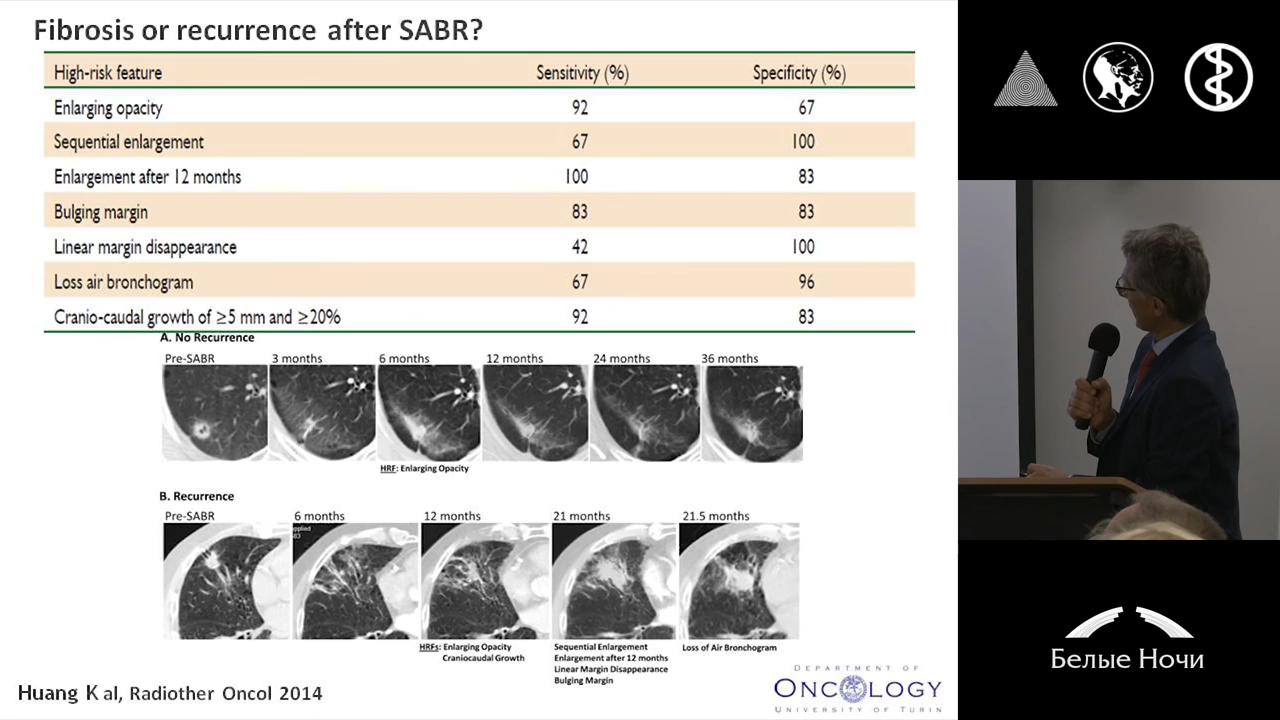 Fibrosis or recurrence after SABR?
High-risk feature Sensitivity (%) Specificity (%)
Enlarging opacity 92 67
Sequential enlargement 67 100
Enlargement after 12 months 100 83
Bulging margin 83 83
Linear margin disappearance 42 100
Loss air bronchogram 67 96
Cranio-caudal growth of ≥5 mm and ≥20% 92 83
A. No Recurrence
Pre-SABR 3 months 6 months 12 months 24 months 36 months
HRF: Enlarging Opacity
B. Recurrence
Pre-SABR 6 months 12 months 21 months 21.5 months
HRFs: Enlarging Opacity
Craniocaudal Growth
Sequential Enlargement
Enlargement after 12 months
Linear Margin Disappearance
Bulging Margin
Loss of Air Bronchogram
Huang K al, Radiother Oncol 2014
DEPARTMENT OF
ONCOLOGY
UNIVERSITY OF TURIN
Белые Ночи